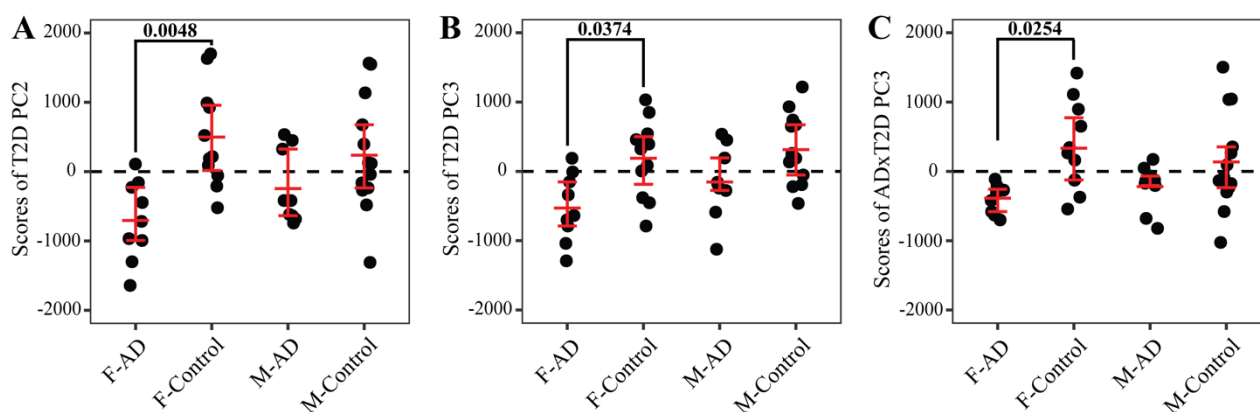 A
Scores of T2D PC2
2000
1000
0
-1000
-2000
0.0048
F-AD
F-Control
M-AD
M-Control
B
Scores of T2D PC3
2000
1000
0
-1000
-2000
0.0374
F-AD
F-Control
M-AD
M-Control
C
Scores of ADxT2D PC3
2000
1000
0
-1000
-2000
0.0254
F-AD
F-Control
M-AD
M-Control